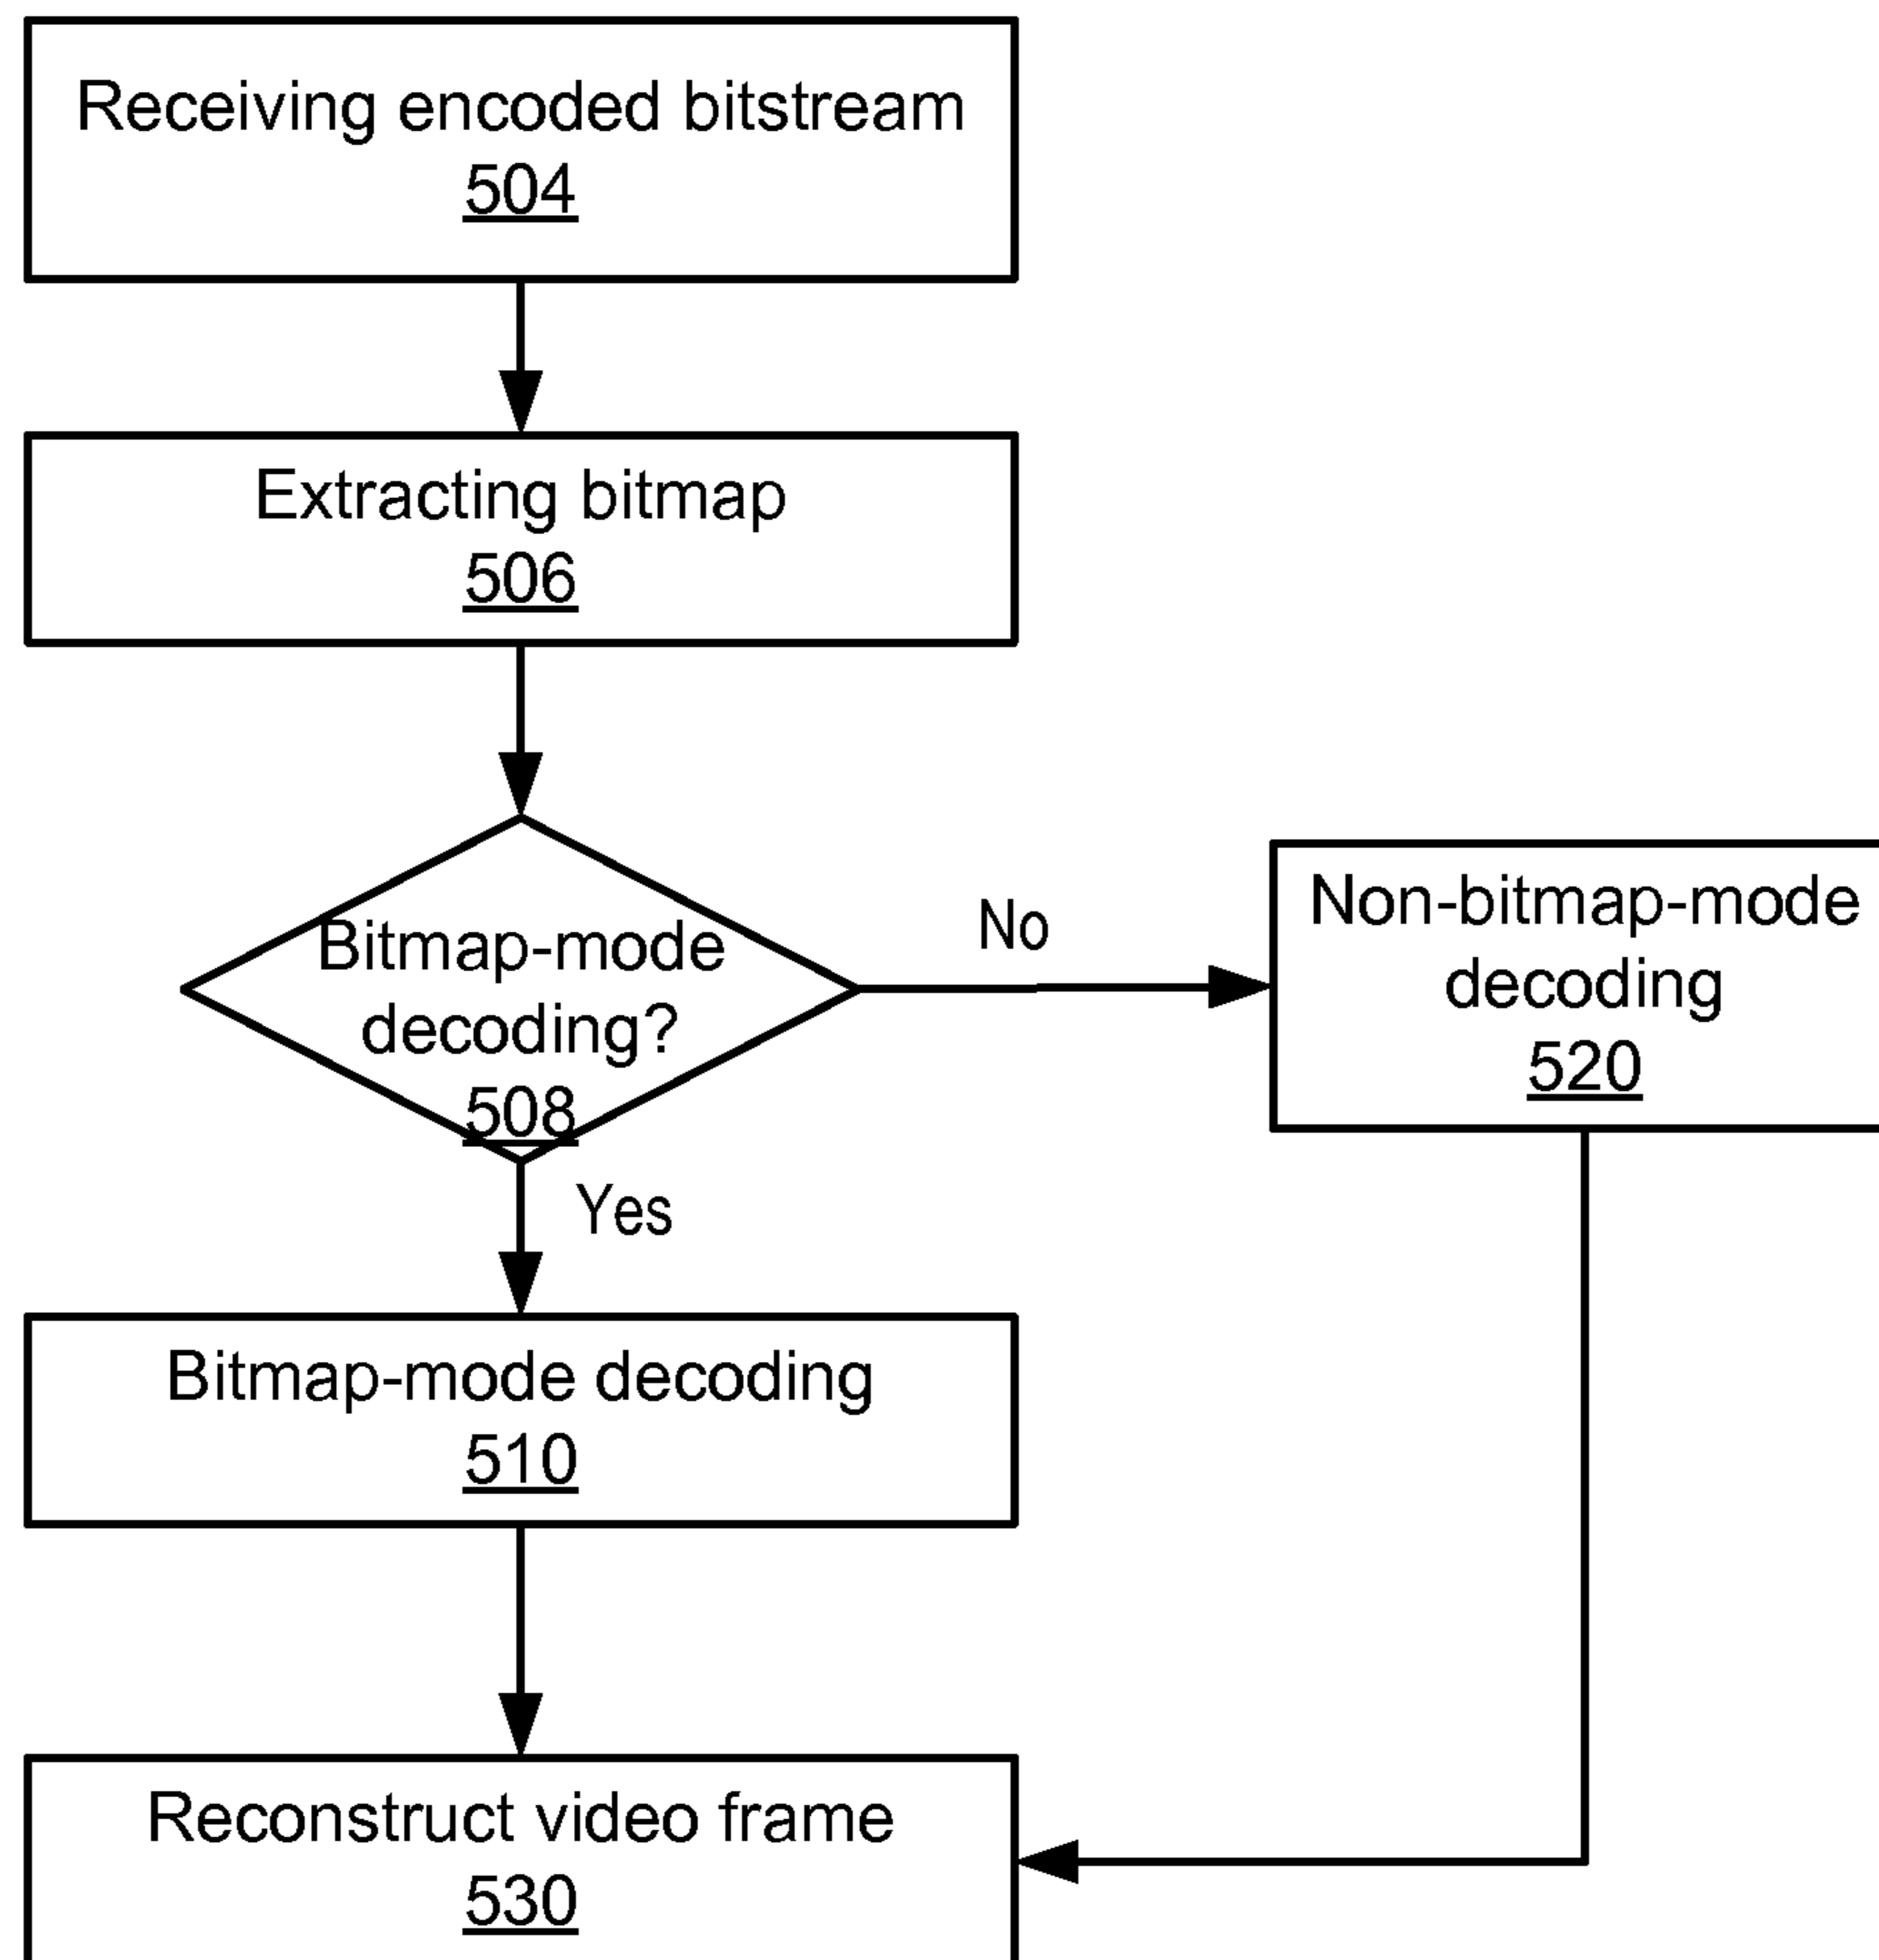 Receiving encoded bitstream
504
Extracting bitmap
506
Bitmap-mode
decoding?
508
No
Non-bitmap-mode
decoding
520
Yes
Bitmap-mode decoding
510
Reconstruct video frame
530